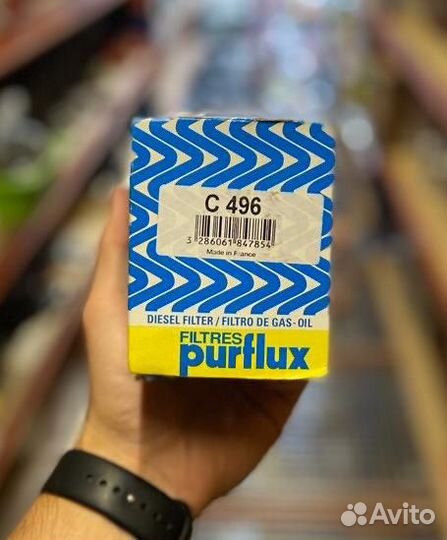 C 496
3 286061 847854
Made in France
DIESEL FILTER / FILTRO DE GAS-OIL
FILTRES
purflux
Avito